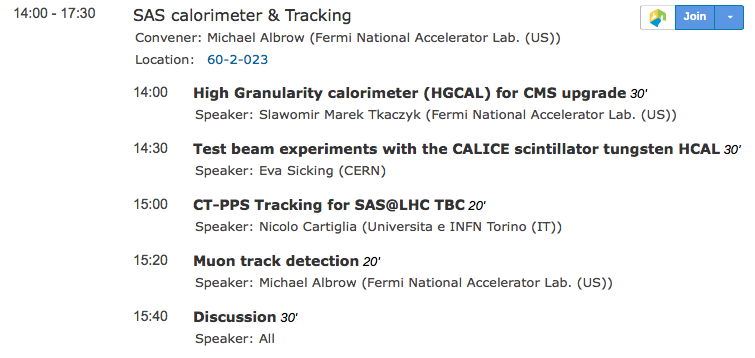 14:00 - 17:30 SAS calorimeter & Tracking Join
Convener: Michael Albrow (Fermi National Accelerator Lab. (US))
Location: 60-2-023
14:00 High Granularity calorimeter (HGCAL) for CMS upgrade 30'
Speaker: Slawomir Marek Tkaczyk (Fermi National Accelerator Lab. (US))
14:30 Test beam experiments with the CALICE scintillator tungsten HCAL 30'
Speaker: Eva Sicking (CERN)
15:00 CT-PPS Tracking for SAS@LHC TBC 20'
Speaker: Nicolo Cartiglia (Universita e INFN Torino (IT))
15:20 Muon track detection 20'
Speaker: Michael Albrow (Fermi National Accelerator Lab. (US))
15:40 Discussion 30'
Speaker: All